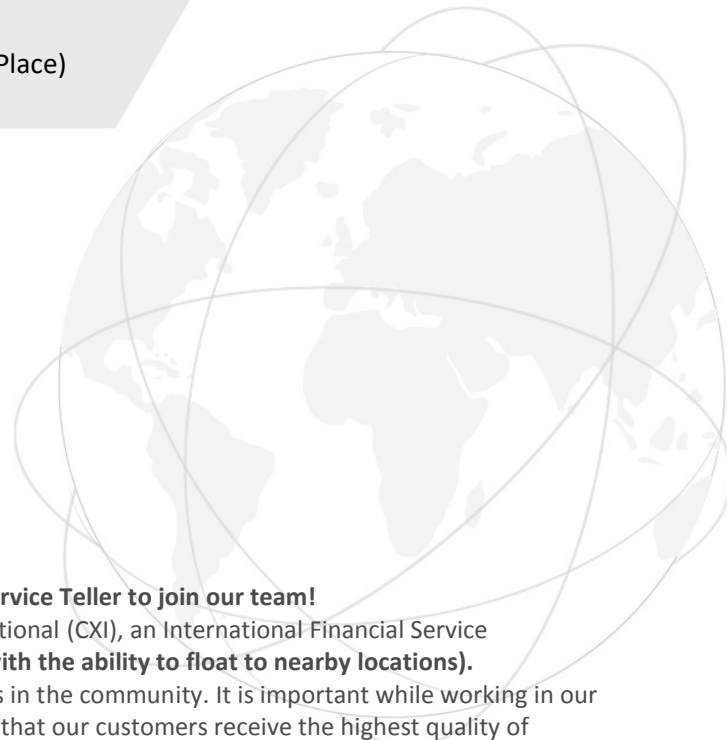 Place)
rvice Teller to join our team!
tional (CXI), an International Financial Service
with the ability to float to nearby locations).
s in the community. It is important while working in our
that our customers receive the highest quality of